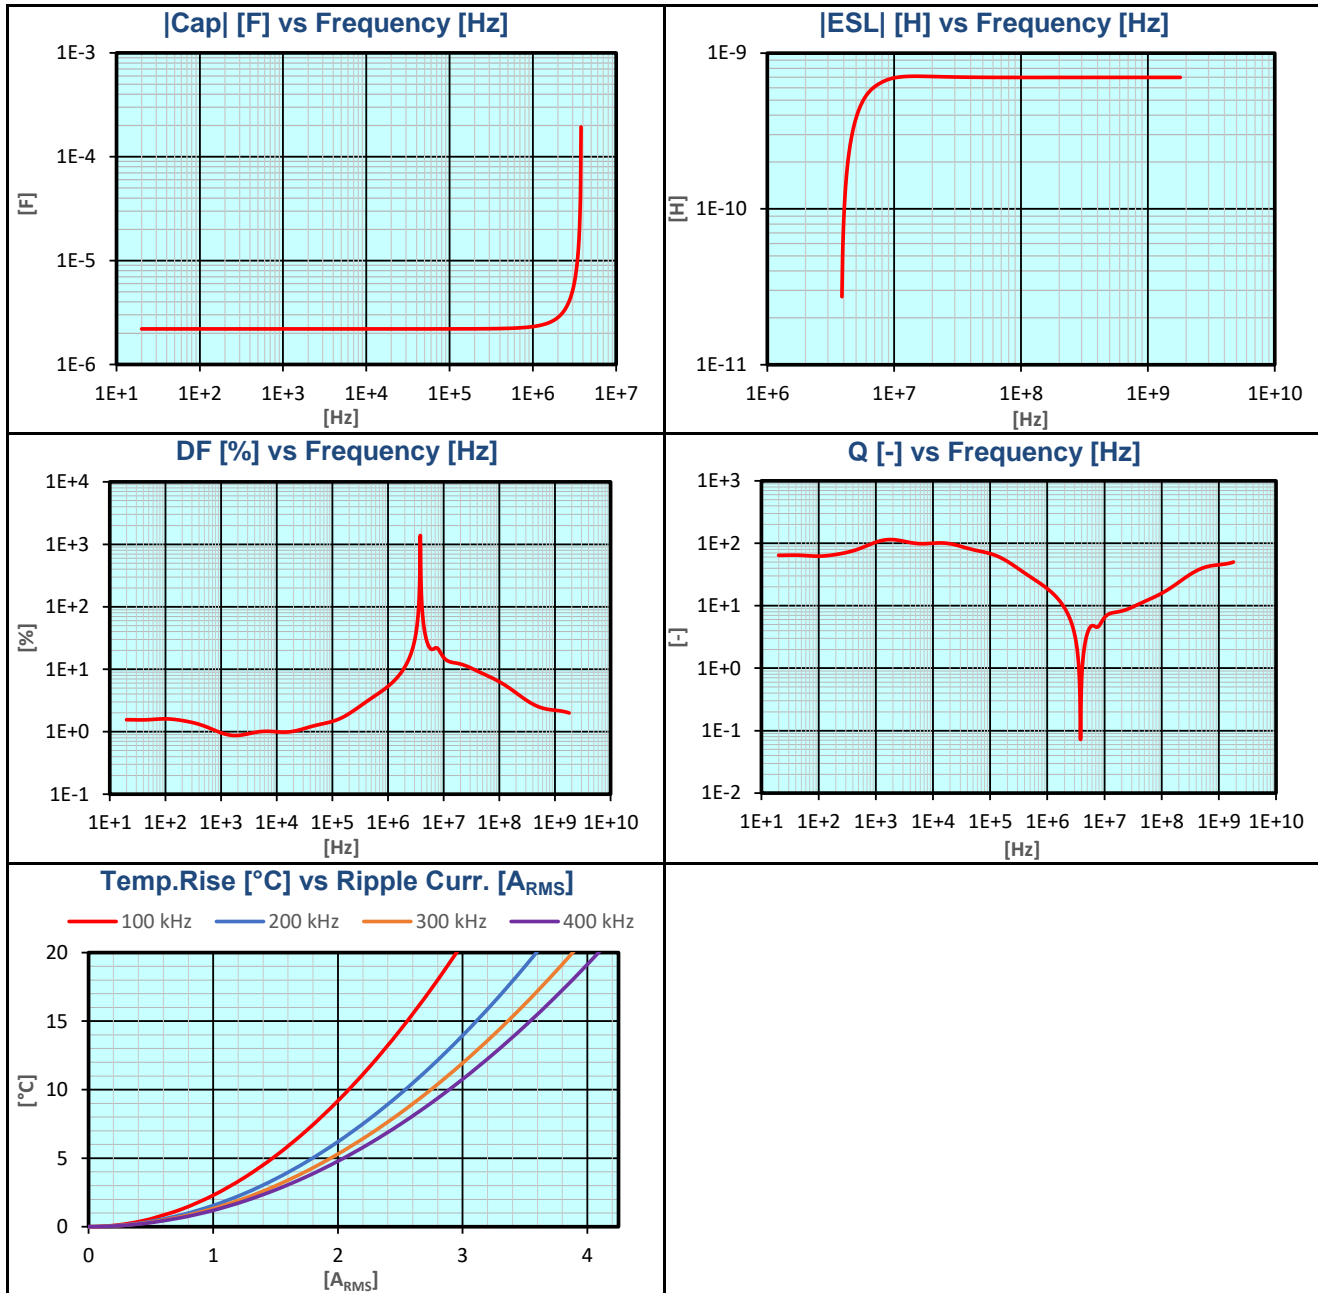 |Cap| [F] vs Frequency [Hz]
1E-3
1E-4
1E-5
1E-6
[F]
1E+1 1E+2 1E+3 1E+4 1E+5 1E+6 1E+7
[Hz]
|ESL| [H] vs Frequency [Hz]
1E-9
1E-10
1E-11
[H]
1E+6 1E+7 1E+8 1E+9 1E+10
[Hz]
DF [%] vs Frequency [Hz]
1E+4
1E+3
1E+2
1E+1
1E+0
1E-1
[%]
1E+1 1E+2 1E+3 1E+4 1E+5 1E+6 1E+7 1E+8 1E+9 1E+10
[Hz]
Q [-] vs Frequency [Hz]
1E+3
1E+2
1E+1
1E+0
1E-1
1E-2
[-]
1E+1 1E+2 1E+3 1E+4 1E+5 1E+6 1E+7 1E+8 1E+9 1E+10
[Hz]
Temp.Rise [°C] vs Ripple Curr. [ARMS]
100 kHz 200 kHz 300 kHz 400 kHz
20
15
10
5
0
[°C]
0 1 2 3 4
[ARMS]